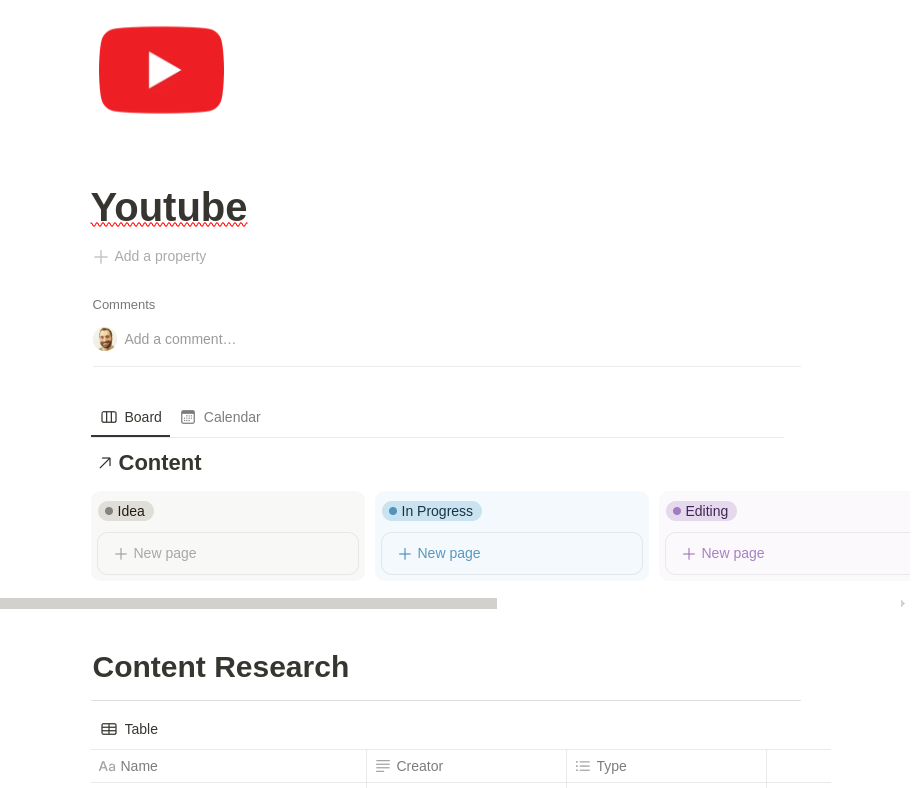 Youtube
Add a property
Comments
Add a comment…
Board Calendar
Content
Idea In Progress Editing
New page New page New page
Content Research
Table
Aa Name Creator Type